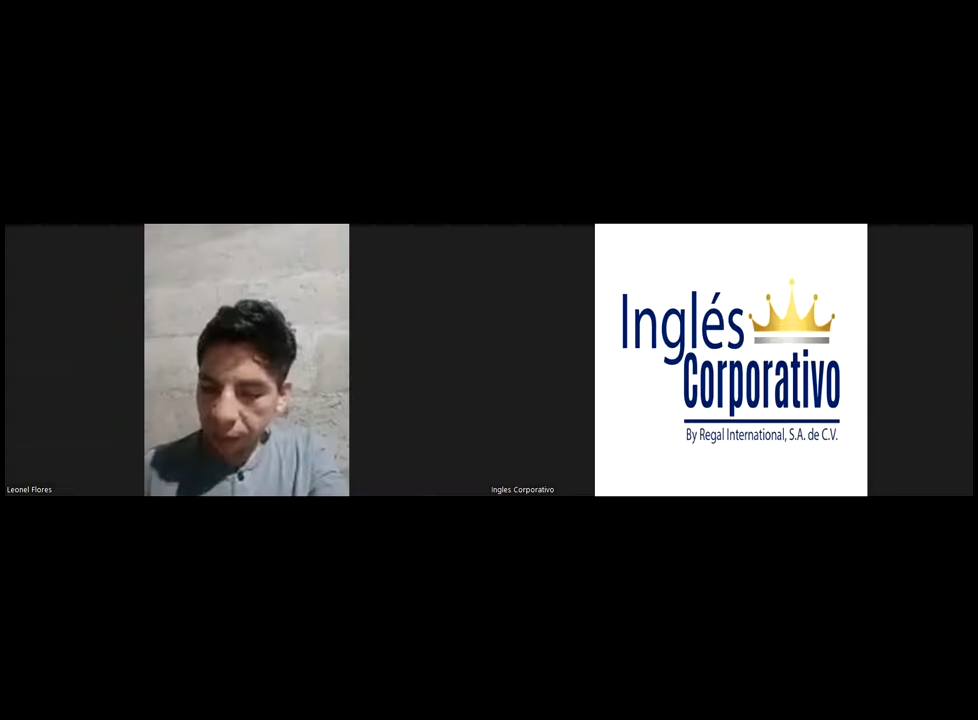 Inglés
Corporativo
By Regal International, S.A. de C.V.
Leonel Flores
Ingles Corporativo